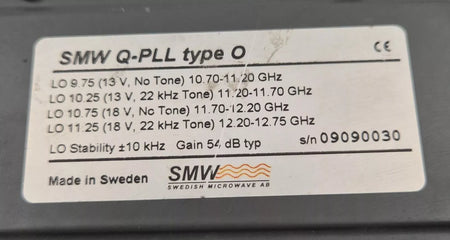 SMW Q-PLL type O
CE
LO 9.75 (13 V, No Tone) 10.70-11.20 GHz
LO 10.25 (13 V, 22 kHz Tone) 11.20-11.70 GHz
LO 10.75 (18 V, No Tone) 11.70-12.20 GHz
LO 11.25 (18 V, 22 kHz Tone) 12.20-12.75 GHz
LO Stability ±10 kHz Gain 54 dB typ s/n 09090030
Made in Sweden
SMW
SWEDISH MICROWAVE AB